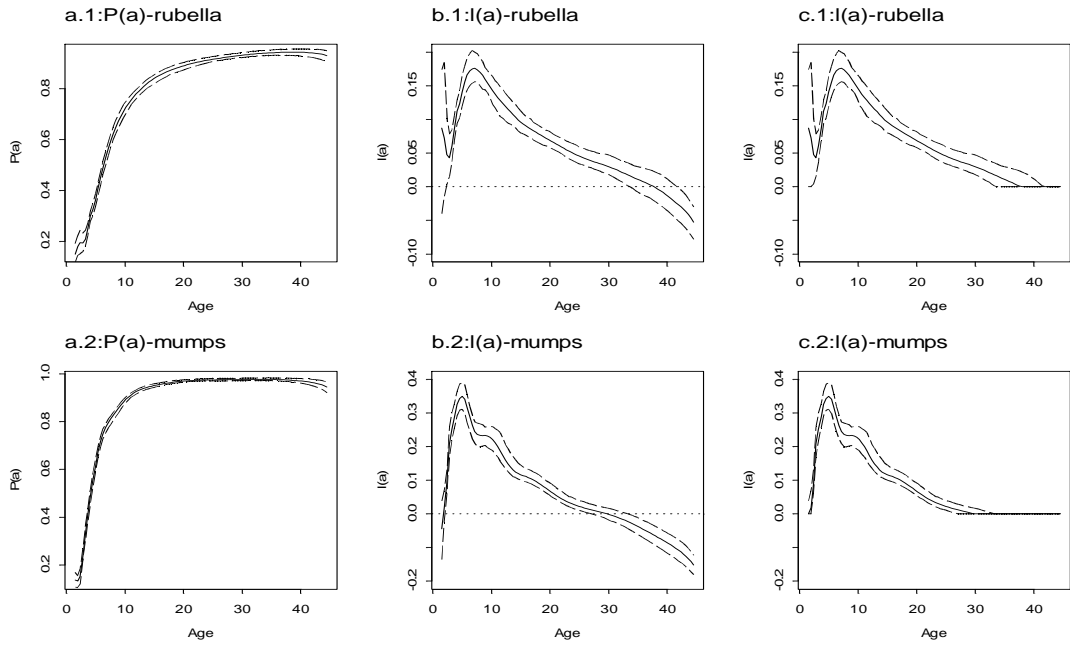 a.1:P(a)-rubella
P(a)
0.8
0.6
0.4
0.2
0 10 20 30 40
Age
b.1:I(a)-rubella
I(a)
0.15
0.05
0.0
-0.10
0 10 20 30 40
Age
c.1:I(a)-rubella
I(a)
0.15
0.05
0.0
-0.10
0 10 20 30 40
Age
a.2:P(a)-mumps
P(a)
1.0
0.8
0.6
0.4
0.2
0 10 20 30 40
Age
b.2:I(a)-mumps
I(a)
0.4
0.3
0.2
0.1
0.0
-0.2
0 10 20 30 40
Age
c.2:I(a)-mumps
I(a)
0.4
0.3
0.2
0.1
0.0
-0.2
0 10 20 30 40
Age